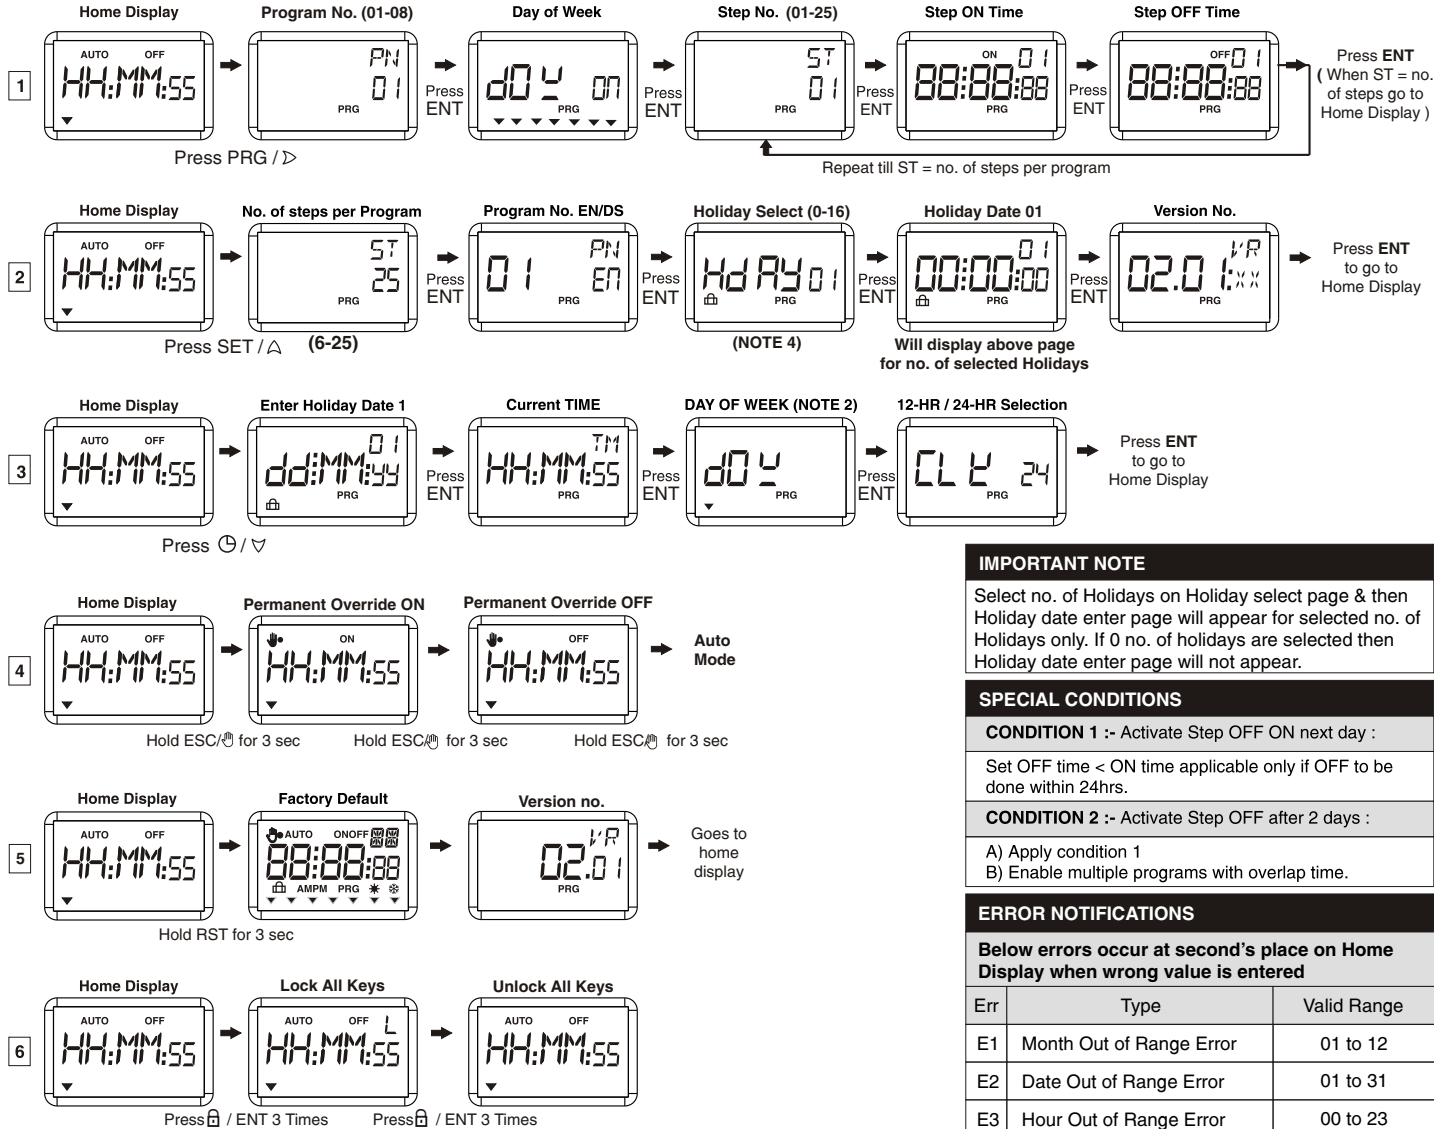 Home Display Program No. (01-08) Day of Week Step No. (01-25) Step ON Time Step OFF Time
1
AUTO OFF
HH:MM:55
PN
01
PRG
dOY ON
PRG
ST
01
PRG
ON 01
88:88:88
PRG
OFF 01
88:88:88
PRG
Press PRG /
Press ENT
Press ENT
Press ENT
Press ENT
Press ENT
( When ST = no.
of steps go to
Home Display )
Repeat till ST = no. of steps per program
Home Display No. of steps per Program Program No. EN/DS Holiday Select (0-16) Holiday Date 01 Version No.
2
AUTO OFF
HH:MM:55
ST
25
PRG
PN
01 EN
PRG
Hd AY 01
PRG
01
00:00:00
PRG
VR
02.01:XX
PRG
Press SET /
(6-25)
Press ENT
Press ENT
Press ENT
Press ENT
Press ENT
to go to
Home Display
(NOTE 4)
Will display above page
for no. of selected Holidays
Home Display Enter Holiday Date 1 Current TIME DAY OF WEEK (NOTE 2) 12-HR / 24-HR Selection
3
AUTO OFF
HH:MM:55
01
dd:MM:YY
PRG
TM
HH:MM:55
PRG
dOY
PRG
CLK 24
PRG
Press /
Press ENT
Press ENT
Press ENT
Press ENT
to go to
Home Display
Home Display Permanent Override ON Permanent Override OFF
4
AUTO OFF
HH:MM:55
ON
HH:MM:55
OFF
HH:MM:55
Auto
Mode
Hold ESC/ for 3 sec Hold ESC/ for 3 sec Hold ESC/ for 3 sec
Home Display Factory Default Version no.
5
AUTO OFF
HH:MM:55
AUTO ONOFF
88:88:88
AMPM PRG
VR
02.01
PRG
Goes to
home
display
Hold RST for 3 sec
Home Display Lock All Keys Unlock All Keys
6
AUTO OFF
HH:MM:55
AUTO OFF L
HH:MM:55
AUTO OFF
HH:MM:55
Press / ENT 3 Times Press / ENT 3 Times
IMPORTANT NOTE
Select no. of Holidays on Holiday select page & then
Holiday date enter page will appear for selected no. of
Holidays only. If 0 no. of holidays are selected then
Holiday date enter page will not appear.
SPECIAL CONDITIONS
CONDITION 1 :- Activate Step OFF ON next day :
Set OFF time < ON time applicable only if OFF to be
done within 24hrs.
CONDITION 2 :- Activate Step OFF after 2 days :
A) Apply condition 1
B) Enable multiple programs with overlap time.
ERROR NOTIFICATIONS
Below errors occur at second's place on Home
Display when wrong value is entered
Err Type Valid Range
E1 Month Out of Range Error 01 to 12
E2 Date Out of Range Error 01 to 31
E3 Hour Out of Range Error 00 to 23